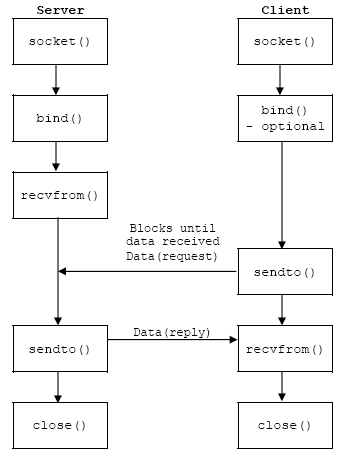 Server
Client
socket()
socket()
bind()
bind()
- optional
recvfrom()
Blocks until
data received
Data(request)
sendto()
Data(reply)
sendto()
recvfrom()
close()
close()